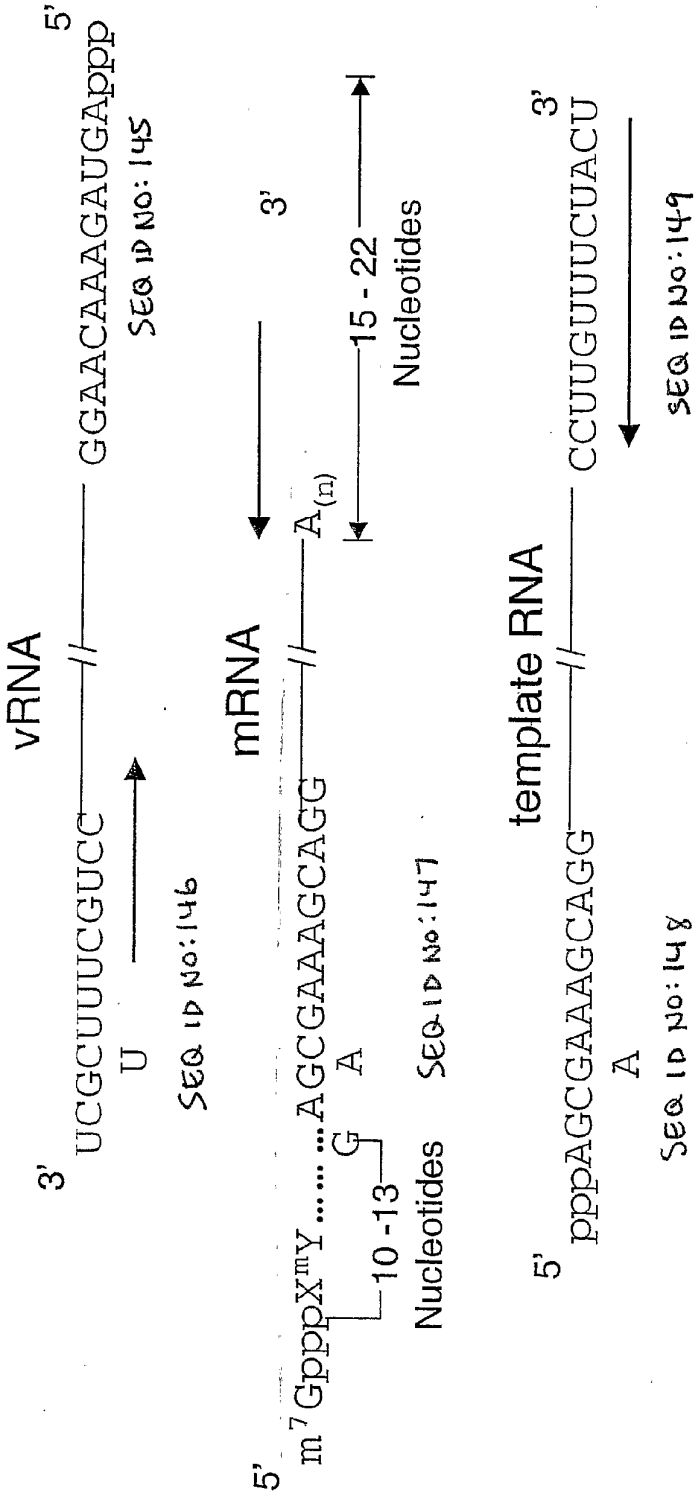 vRNA
3' UCGCUUUCGUCC GGAACAAAGAUGAppp 5'
U
SEQ ID NO:146 SEQ ID NO:145
mRNA
5' m⁷GpppXᵐY.......AGCGAAAGCAGG A(n) 3'
G A
10 -13
Nucleotides
SEQ ID NO:147
15 - 22
Nucleotides
template RNA
5' pppAGCGAAAGCAGG CCUUGUUUCUACU 3'
A
SEQ ID NO:148 SEQ ID NO:149